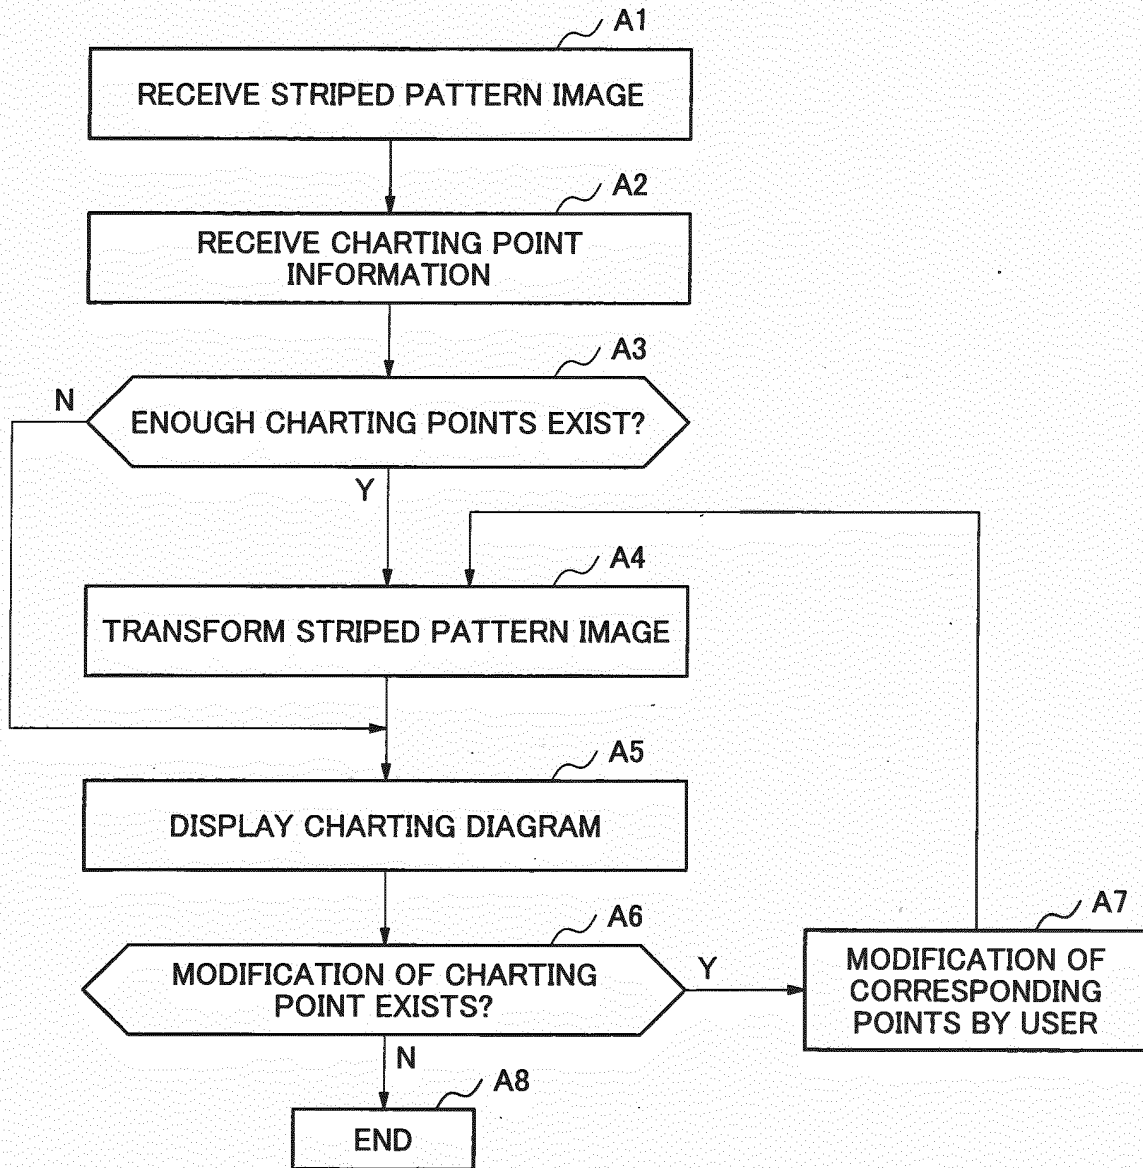 A1
RECEIVE STRIPED PATTERN IMAGE
A2
RECEIVE CHARTING POINT
INFORMATION
A3
N
ENOUGH CHARTING POINTS EXIST?
Y
A4
TRANSFORM STRIPED PATTERN IMAGE
A5
DISPLAY CHARTING DIAGRAM
A6
MODIFICATION OF CHARTING
POINT EXISTS?
Y
A7
MODIFICATION OF
CORRESPONDING
POINTS BY USER
N
A8
END